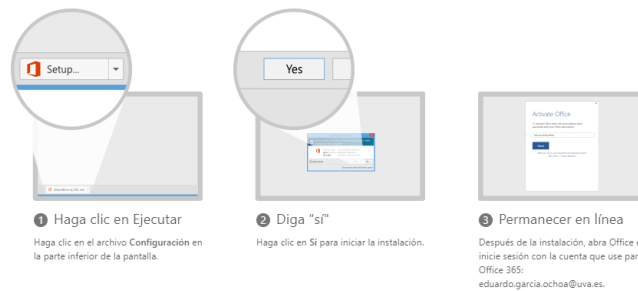 Setup...
Yes
Activate Office
1 Haga clic en Ejecutar
Haga clic en el archivo Configuración en
la parte inferior de la pantalla.
2 Diga "sí"
Haga clic en Sí para iniciar la instalación.
3 Permanecer en línea
Después de la instalación, abra Office
inicie sesión con la cuenta que use
Office 365:
eduardo.garcia.ochoa@uva.es.